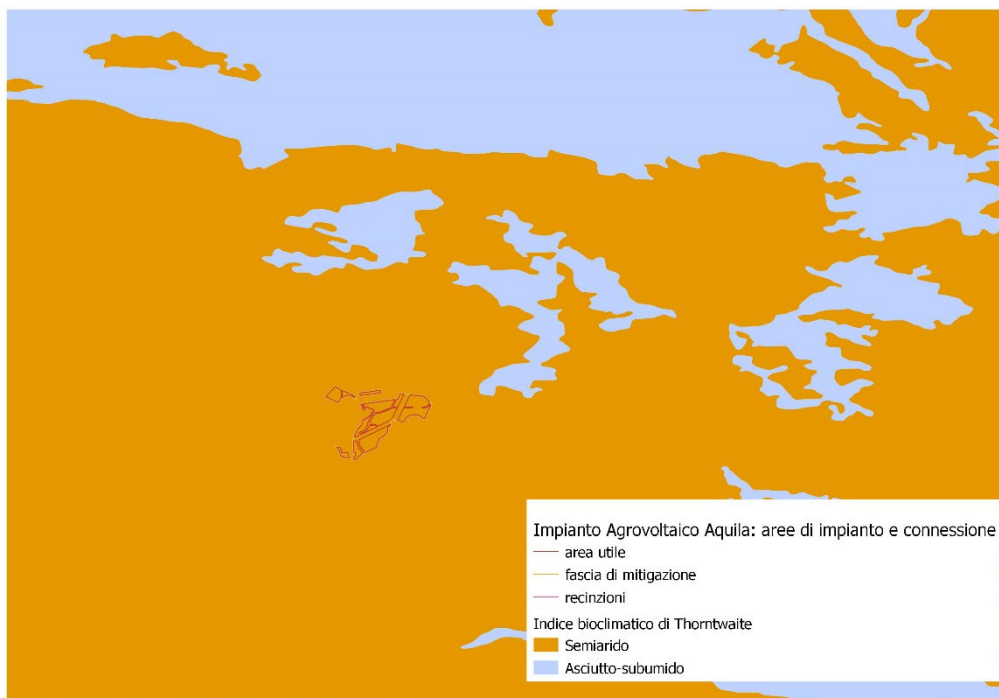 Impianto Agrovoltaico Aquila: aree di impianto e connessione
area utile
fascia di mitigazione
recinzioni
Indice bioclimatico di Thorntwaite
Semiarido
Asciutto-subumido